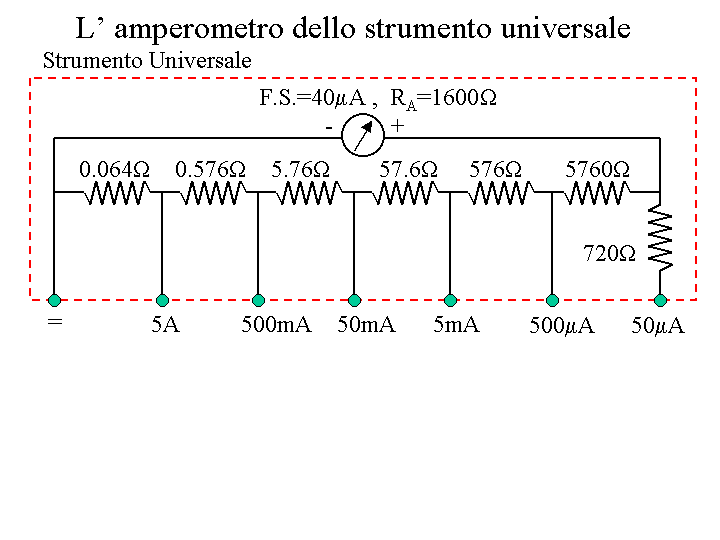 L’ amperometro dello strumento universale
Strumento Universale
F.S.=40µA , RA=1600Ω
- +
0.064Ω 0.576Ω 5.76Ω 57.6Ω 576Ω 5760Ω
720Ω
= 5A 500mA 50mA 5mA 500µA 50µA